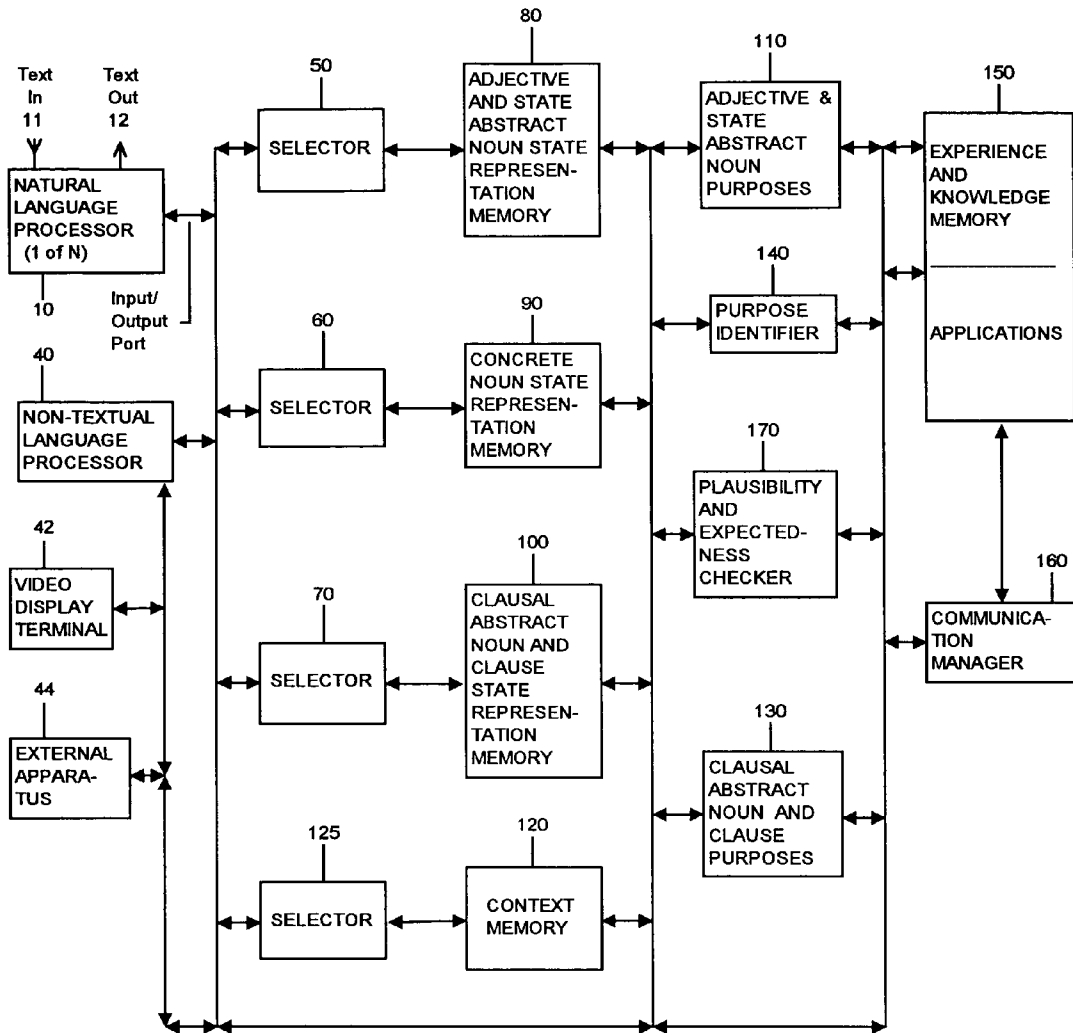 Text
In
11
Text
Out
12
NATURAL
LANGUAGE
PROCESSOR
(1 of N)
10
Input/
Output
Port
40
NON-TEXTUAL
LANGUAGE
PROCESSOR
42
VIDEO
DISPLAY
TERMINAL
44
EXTERNAL
APPARA-
TUS
50
SELECTOR
60
SELECTOR
70
SELECTOR
125
SELECTOR
80
ADJECTIVE
AND STATE
ABSTRACT
NOUN STATE
REPRESEN-
TATION
MEMORY
90
CONCRETE
NOUN STATE
REPRESEN-
TATION
MEMORY
100
CLAUSAL
ABSTRACT
NOUN AND
CLAUSE
STATE
REPRESEN-
TATION
MEMORY
120
CONTEXT
MEMORY
110
ADJECTIVE &
STATE
ABSTRACT
NOUN
PURPOSES
140
PURPOSE
IDENTIFIER
170
PLAUSIBILITY
AND
EXPECTED-
NESS
CHECKER
130
CLAUSAL
ABSTRACT
NOUN AND
CLAUSE
PURPOSES
150
EXPERIENCE
AND
KNOWLEDGE
MEMORY
APPLICATIONS
160
COMMUNICA-
TION
MANAGER